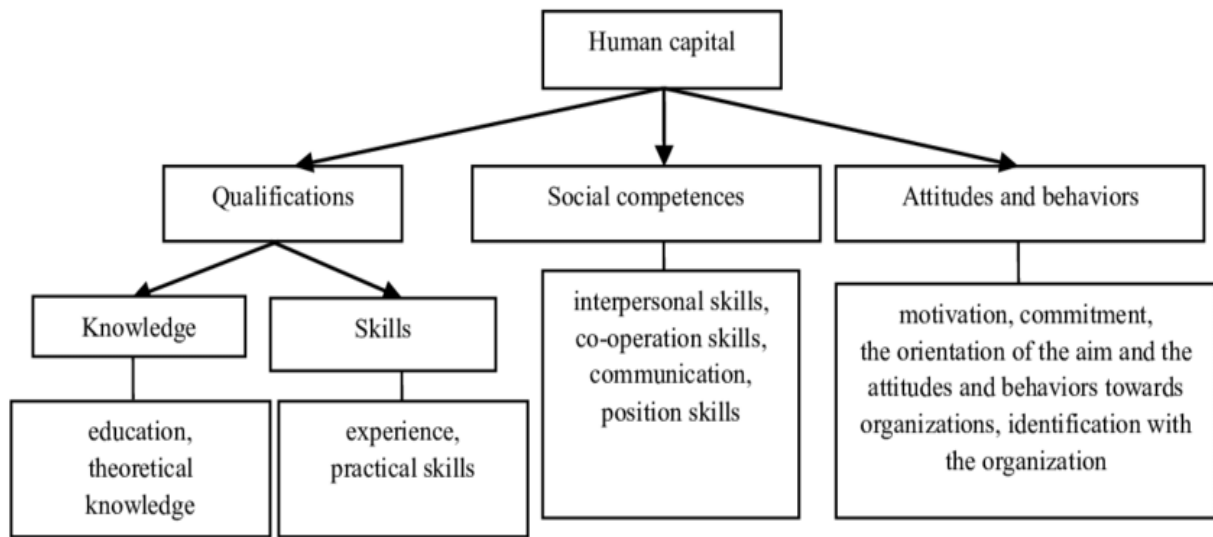 Human capital
Qualifications
Social competences
Attitudes and behaviors
Knowledge
Skills
education,
theoretical
knowledge
experience,
practical skills
interpersonal skills,
co-operation skills,
communication,
position skills
motivation, commitment,
the orientation of the aim and the
attitudes and behaviors towards
organizations, identification with
the organization